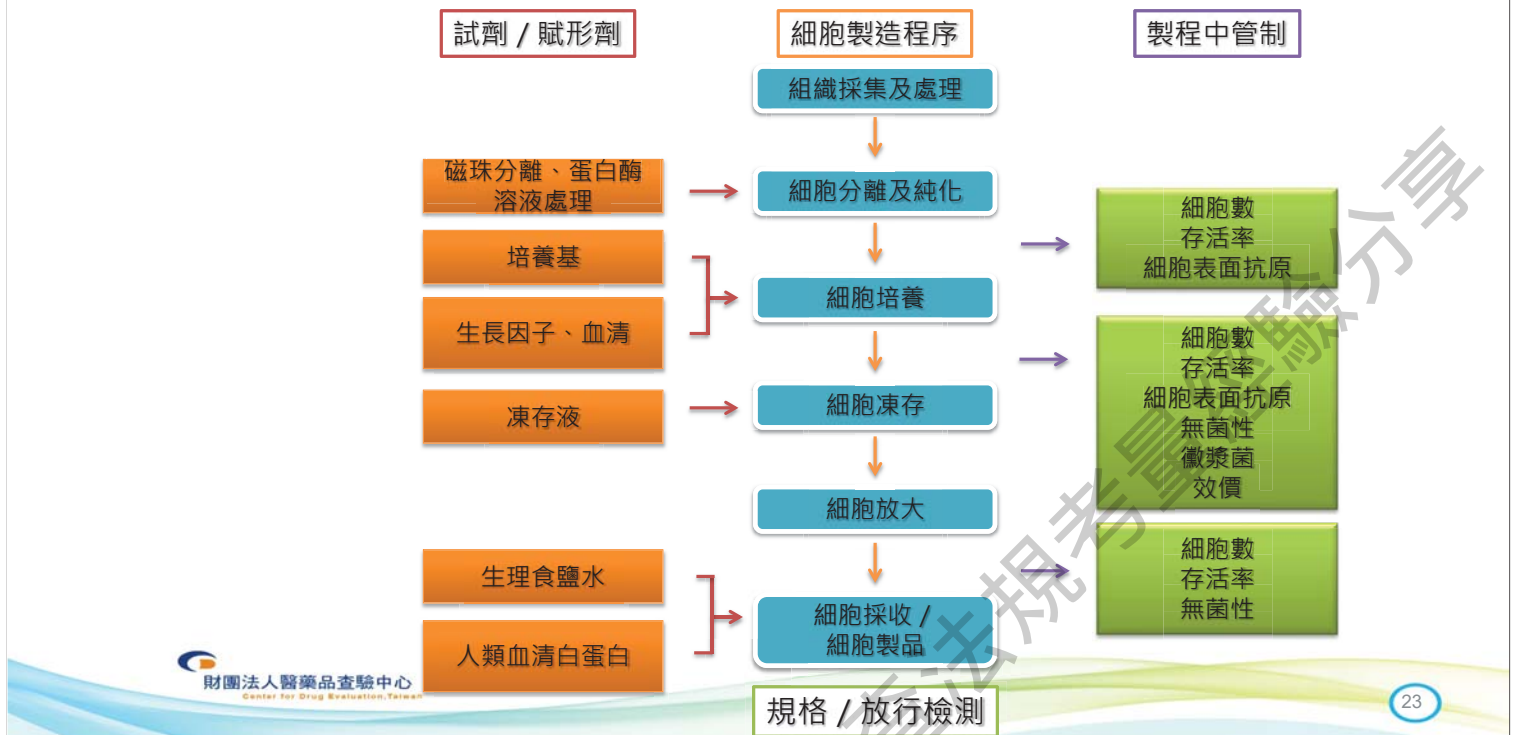 試劑 / 賦形劑
細胞製造程序
製程中管制
組織採集及處理
磁珠分離、蛋白酶
溶液處理
細胞分離及純化
細胞數
存活率
細胞表面抗原
培養基
生長因子、血清
細胞培養
細胞數
存活率
細胞表面抗原
無菌性
黴漿菌
效價
凍存液
細胞凍存
細胞放大
生理食鹽水
人類血清白蛋白
細胞採收 /
細胞製品
細胞數
存活率
無菌性
規格 / 放行檢測
財團法人醫藥品查驗中心
Center for Drug Evaluation,Taiwan
23
法規考量經驗分享